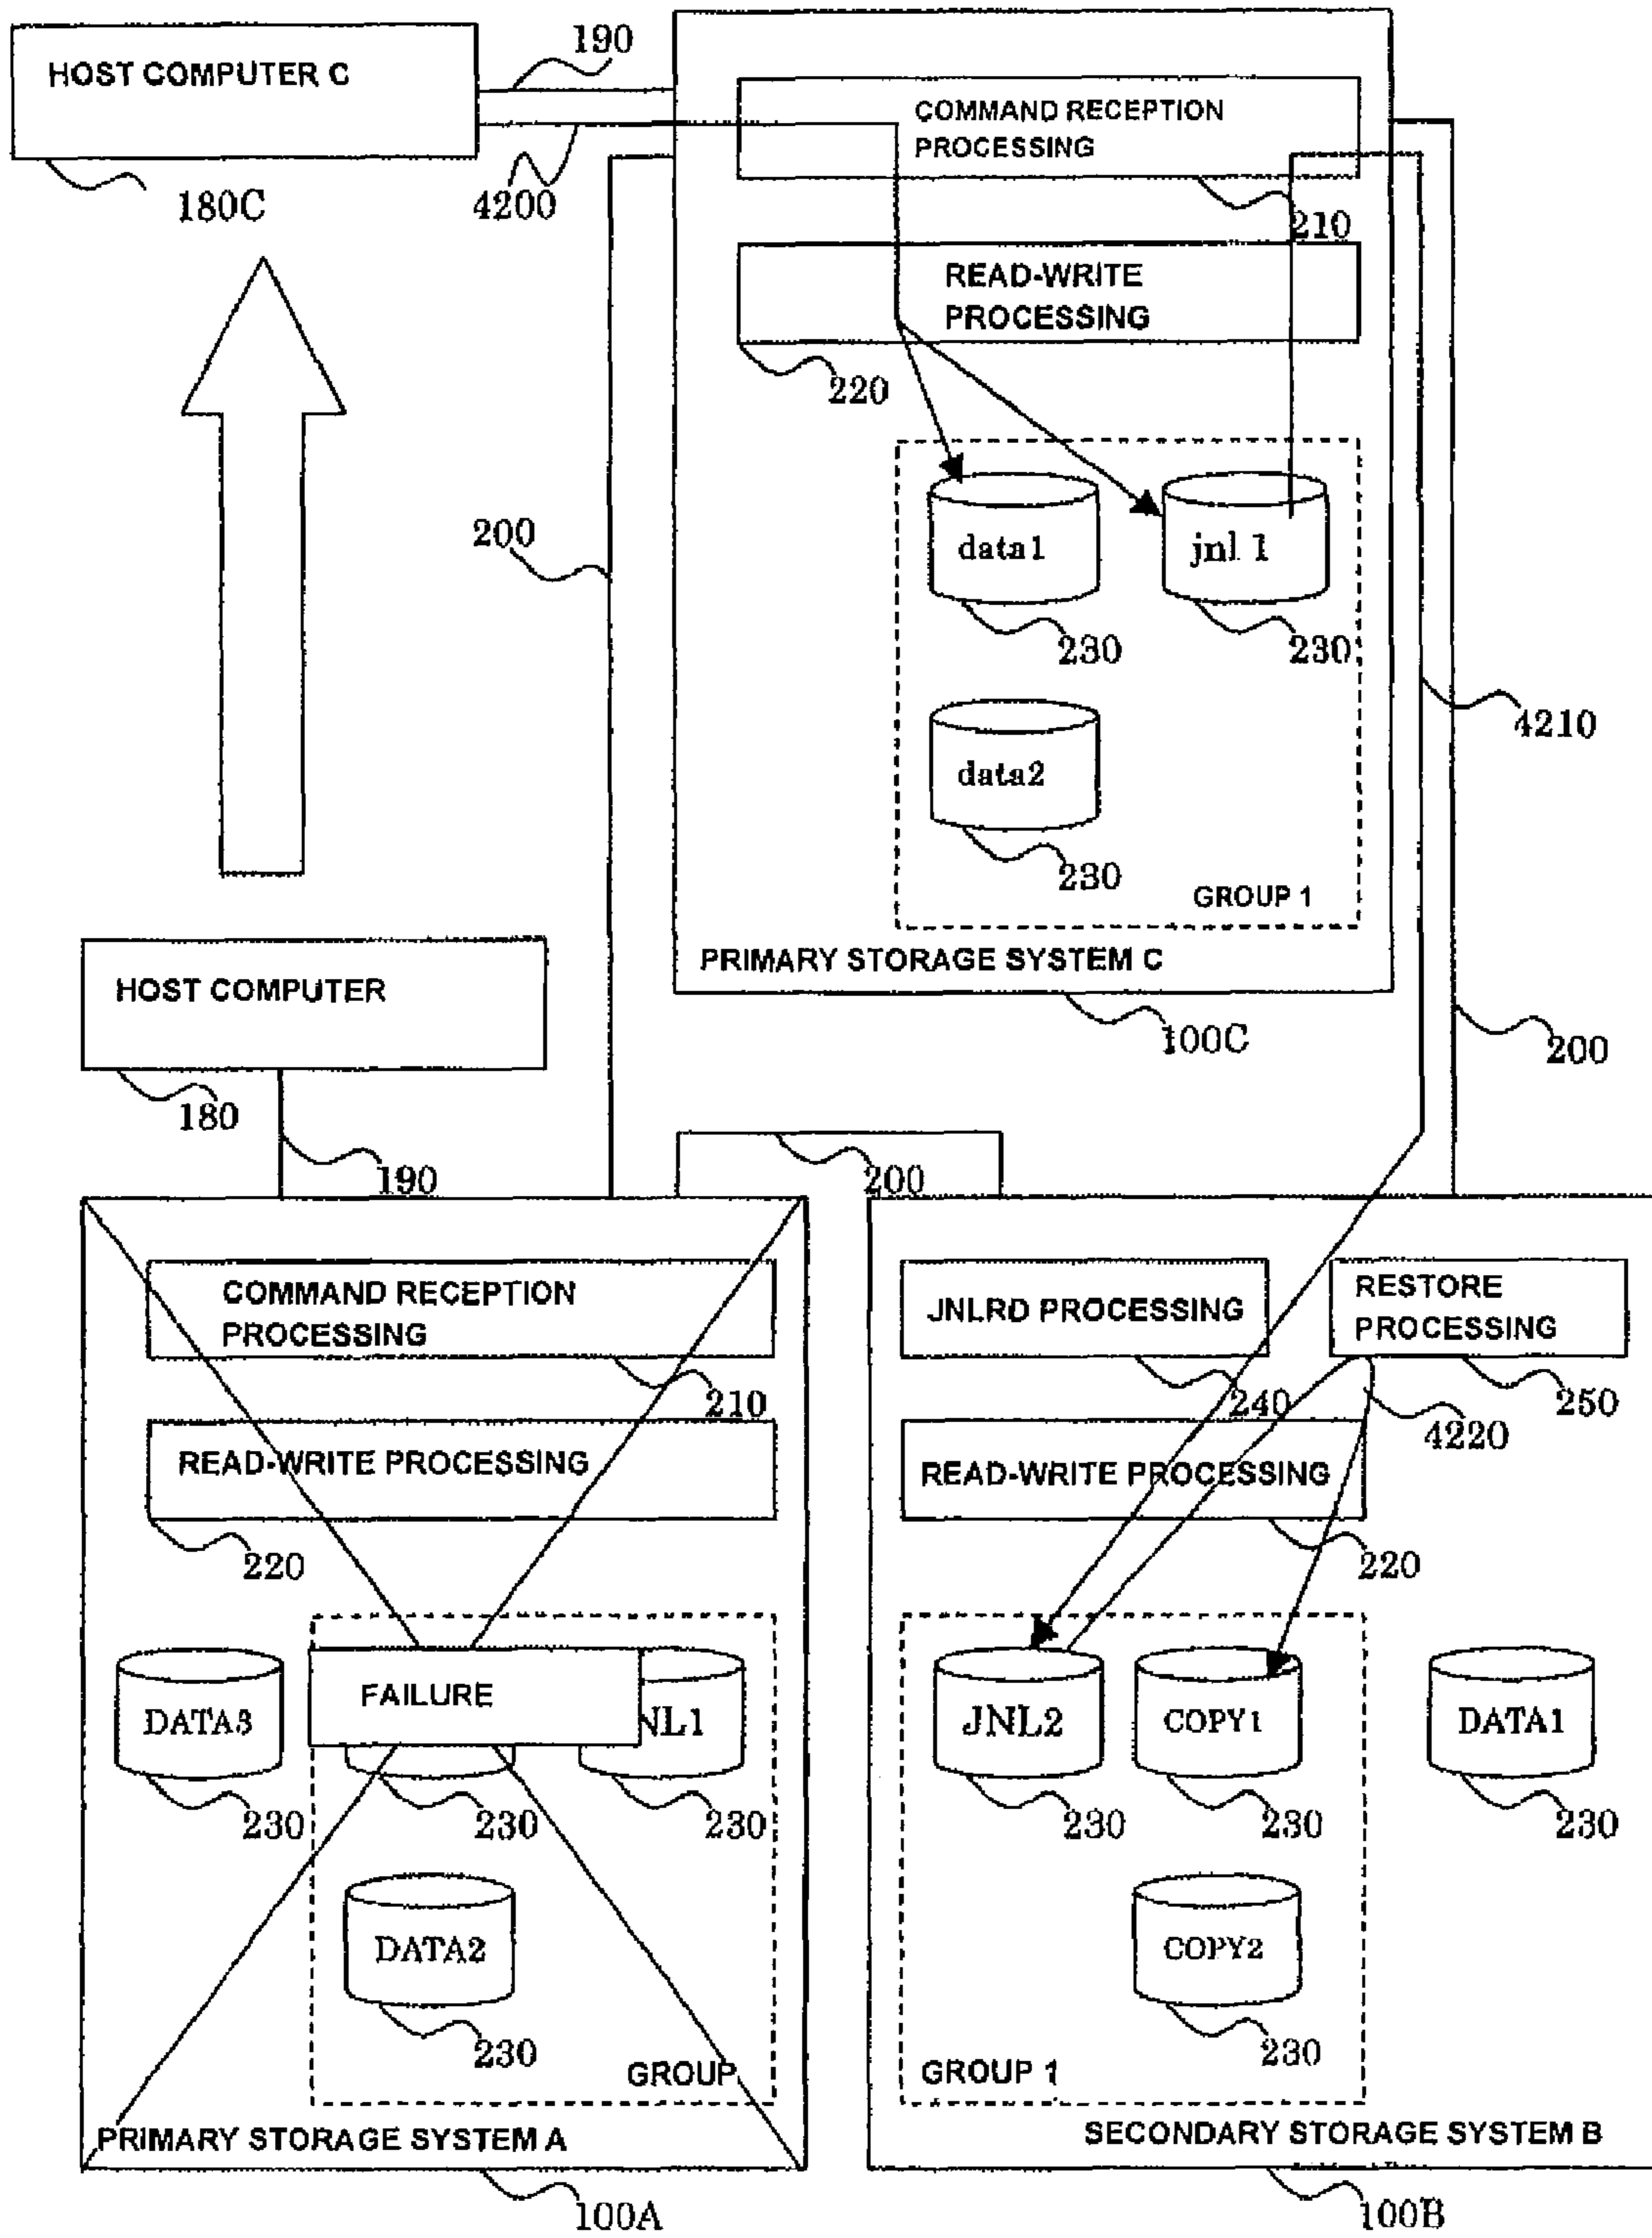 HOST COMPUTER C
190
COMMAND RECEPTION
PROCESSING
180C
4200
210
READ-WRITE
PROCESSING
220
200
data1
jnl 1
230
230
4210
data2
230
GROUP 1
PRIMARY STORAGE SYSTEM C
HOST COMPUTER
100C
200
180
190
200
COMMAND RECEPTION
PROCESSING
JNLRD PROCESSING
RESTORE
PROCESSING
210
240
4220
250
READ-WRITE PROCESSING
READ-WRITE PROCESSING
220
220
FAILURE
DATA3
NL1
JNL2
COPY1
DATA1
230
230
230
230
230
230
DATA2
COPY2
230
230
GROUP
GROUP 1
PRIMARY STORAGE SYSTEM A
SECONDARY STORAGE SYSTEM B
100A
100B